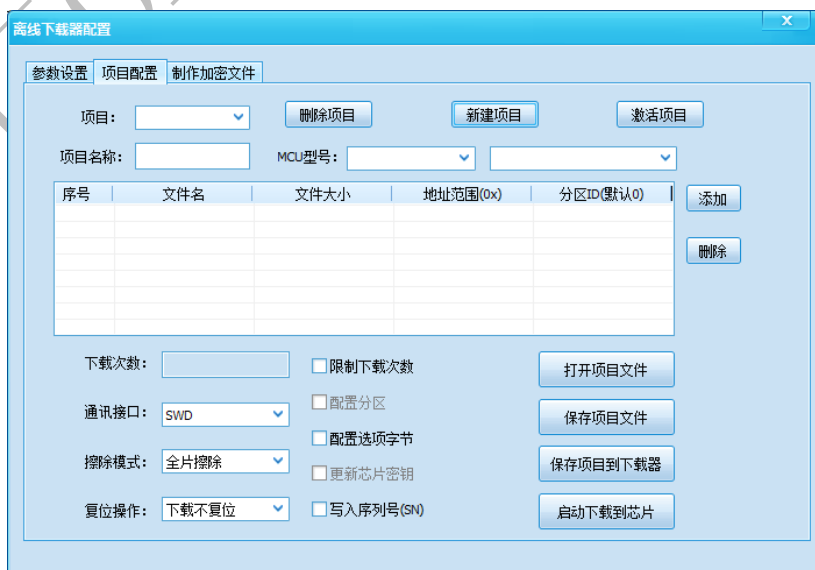 离线下载器配置
x
参数设置 项目配置 制作加密文件
项目: 删除项目 新建项目 激活项目
项目名称: MCU型号:
序号 文件名 文件大小 地址范围(0x) 分区ID(默认0) 添加
删除
下载次数: 限制下载次数 打开项目文件
配置分区
通讯接口: SWD 保存项目文件
配置选项字节
擦除模式: 全片擦除 保存项目到下载器
更新芯片密钥
复位操作: 下载不复位 写入序列号(SN) 启动下载到芯片